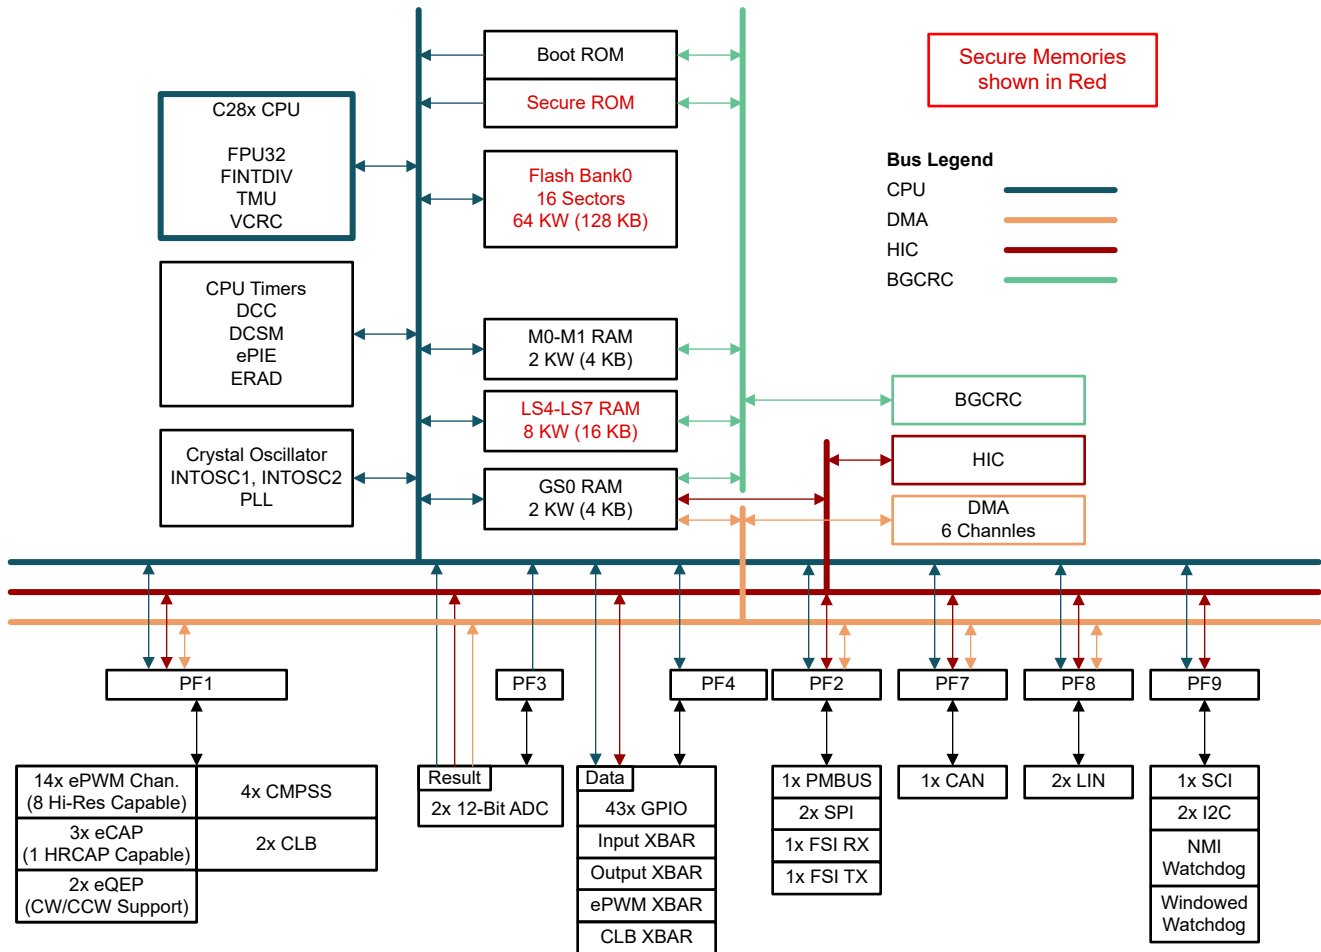 Boot ROM
Secure ROM
Secure Memories
shown in Red
C28x CPU
FPU32
FINTDIV
TMU
VCRC
Flash Bank0
16 Sectors
64 KW (128 KB)
Bus Legend
CPU
DMA
HIC
BGCRC
CPU Timers
DCC
DCSM
ePIE
ERAD
M0-M1 RAM
2 KW (4 KB)
LS4-LS7 RAM
8 KW (16 KB)
BGCRC
Crystal Oscillator
INTOSC1, INTOSC2
PLL
GS0 RAM
2 KW (4 KB)
HIC
DMA
6 Channles
PF1
PF3
PF4
PF2
PF7
PF8
PF9
14x ePWM Chan.
(8 Hi-Res Capable)
4x CMPSS
3x eCAP
(1 HRCAP Capable)
2x CLB
2x eQEP
(CW/CCW Support)
Result
2x 12-Bit ADC
Data
43x GPIO
Input XBAR
Output XBAR
ePWM XBAR
CLB XBAR
1x PMBUS
2x SPI
1x FSI RX
1x FSI TX
1x CAN
2x LIN
1x SCI
2x I2C
NMI
Watchdog
Windowed
Watchdog